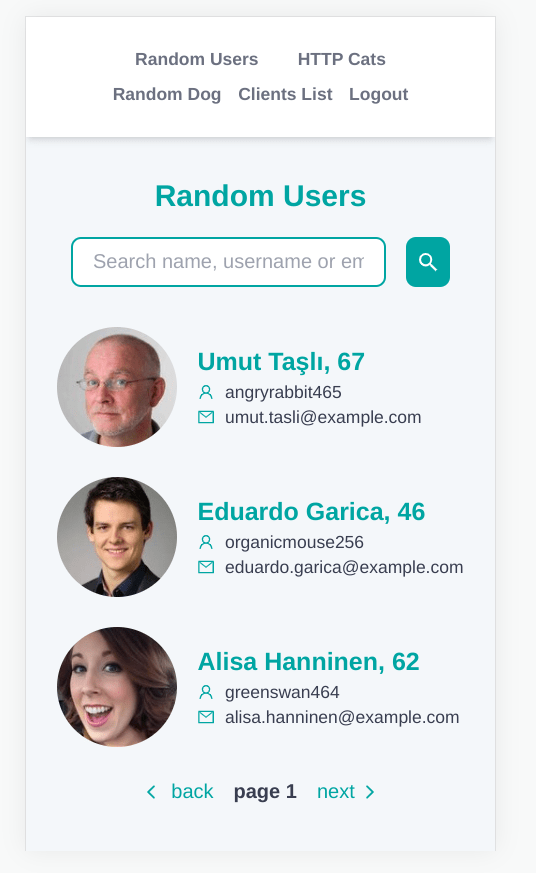 Random Users HTTP Cats
Random Dog Clients List Logout
Random Users
Search name, username or em
Umut Taşlı, 67
angryrabbit465
umut.tasli@example.com
Eduardo Garica, 46
organicmouse256
eduardo.garica@example.com
Alisa Hanninen, 62
greenswan464
alisa.hanninen@example.com
back page 1 next